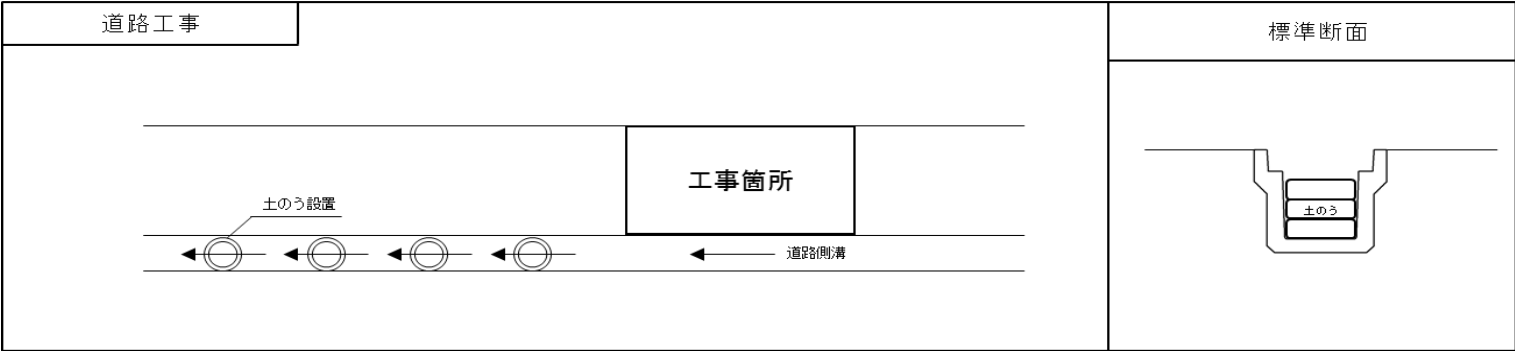 道路工事
標準断面
工事箇所
土のう設置
道路側溝
土のう